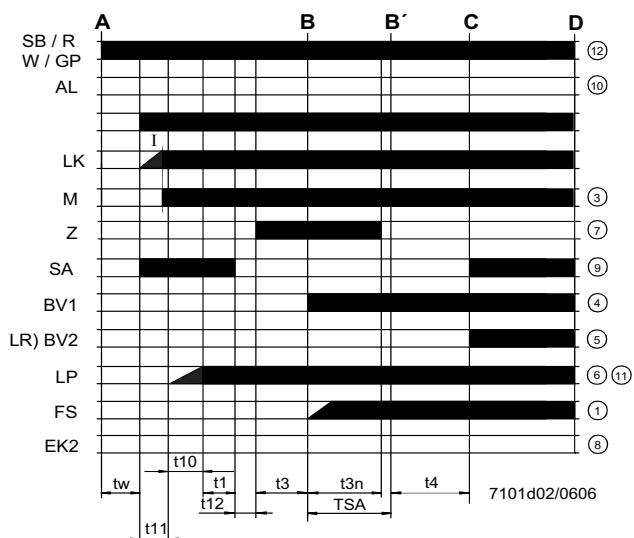 A B B´ C D
SB / R
W / GP ⑫
AL ⑩
I
LK
M ③
Z ⑦
SA ⑨
BV1 ④
LR) BV2 ⑤
LP ⑥ ⑪
FS ①
EK2 ⑧
t10
tw t1 t3 t3n t4
7101d02/0606
t12 TSA
t11